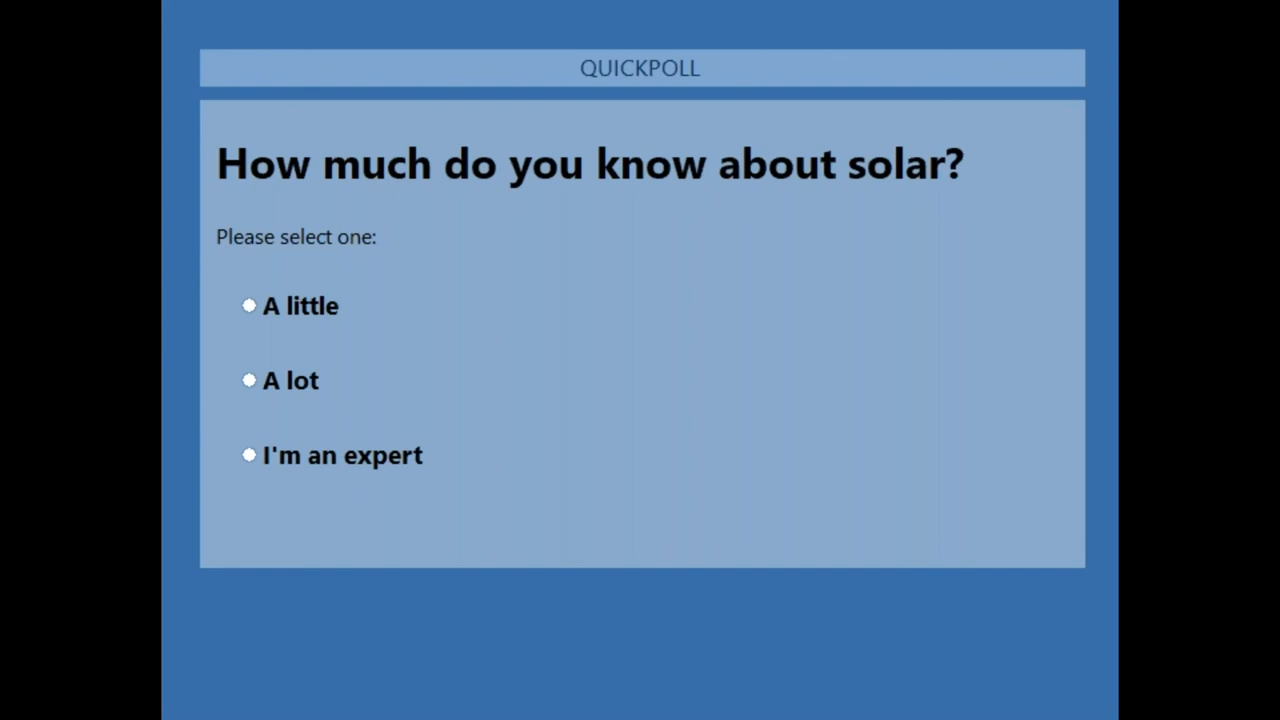 QUICKPOLL
How much do you know about solar?
Please select one:
A little
A lot
I'm an expert